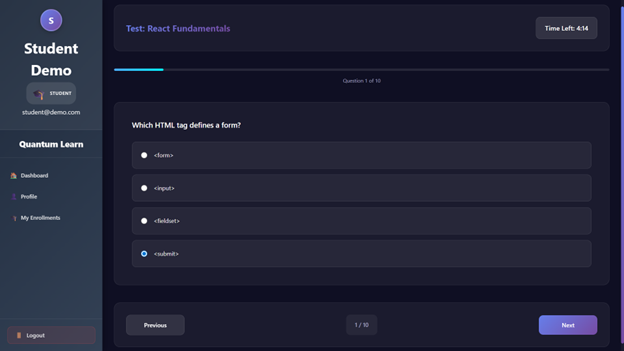 S
Student
Demo
STUDENT
student@demo.com
Quantum Learn
Dashboard
Profile
My Enrollments
Logout
Test: React Fundamentals
Time Left: 4:14
Question 1 of 10
Which HTML tag defines a form?
<form>
<input>
<fieldset>
<submit>
Previous
1 / 10
Next